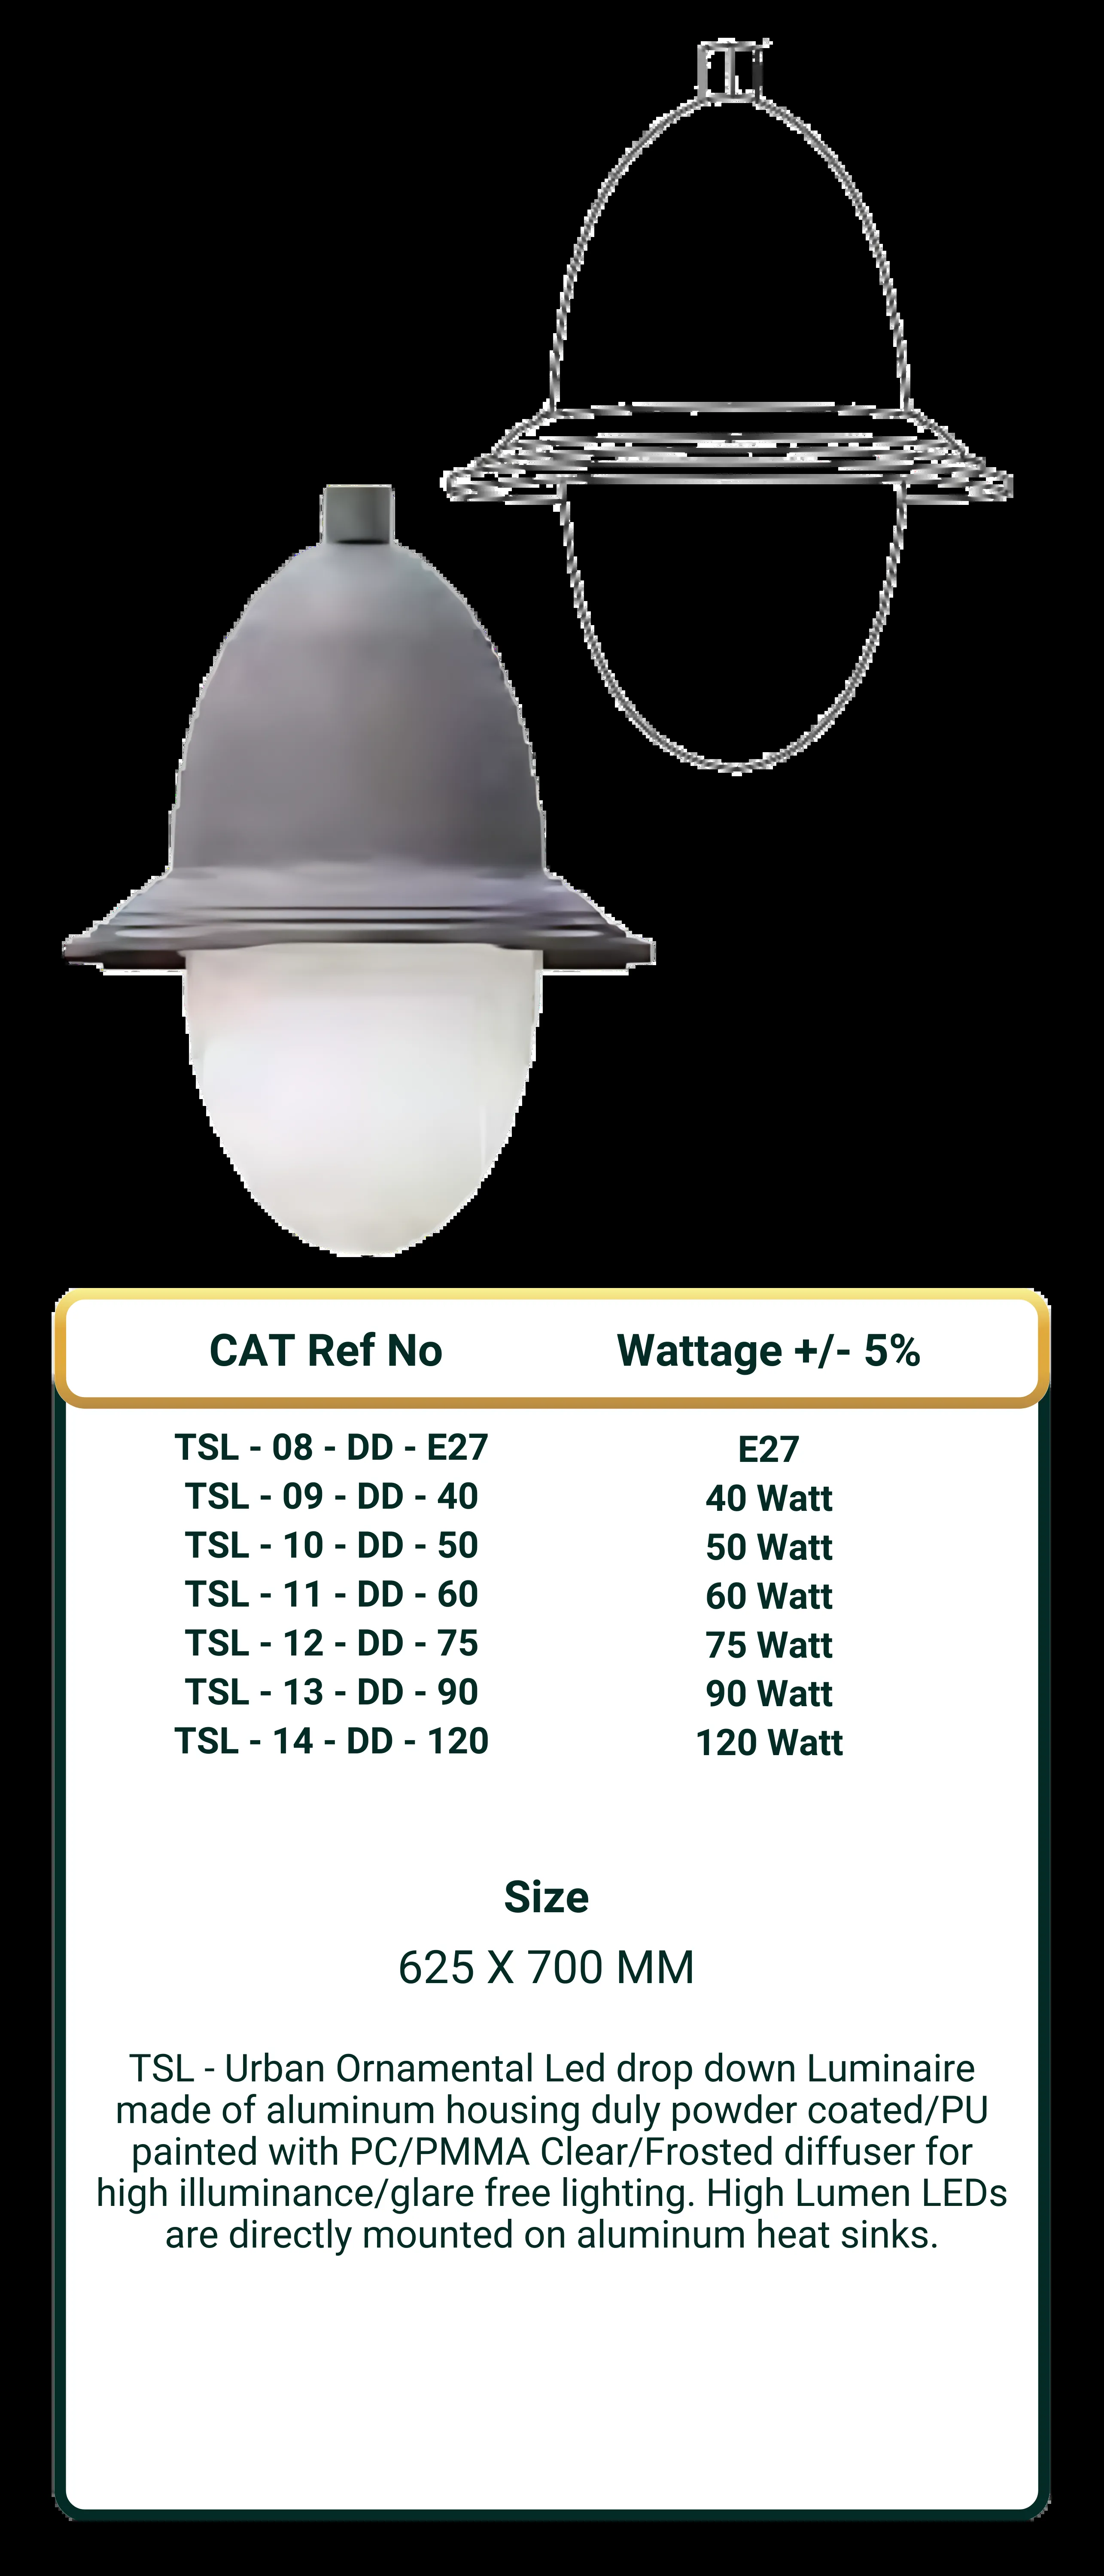 CAT Ref No Wattage +/- 5%
TSL - 08 - DD - E27 E27
TSL - 09 - DD - 40 40 Watt
TSL - 10 - DD - 50 50 Watt
TSL - 11 - DD - 60 60 Watt
TSL - 12 - DD - 75 75 Watt
TSL - 13 - DD - 90 90 Watt
TSL - 14 - DD - 120 120 Watt
Size
625 X 700 MM
TSL - Urban Ornamental Led drop down Luminaire
made of aluminum housing duly powder coated/PU
painted with PC/PMMA Clear/Frosted diffuser for
high illuminance/glare free lighting. High Lumen LEDs
are directly mounted on aluminum heat sinks.